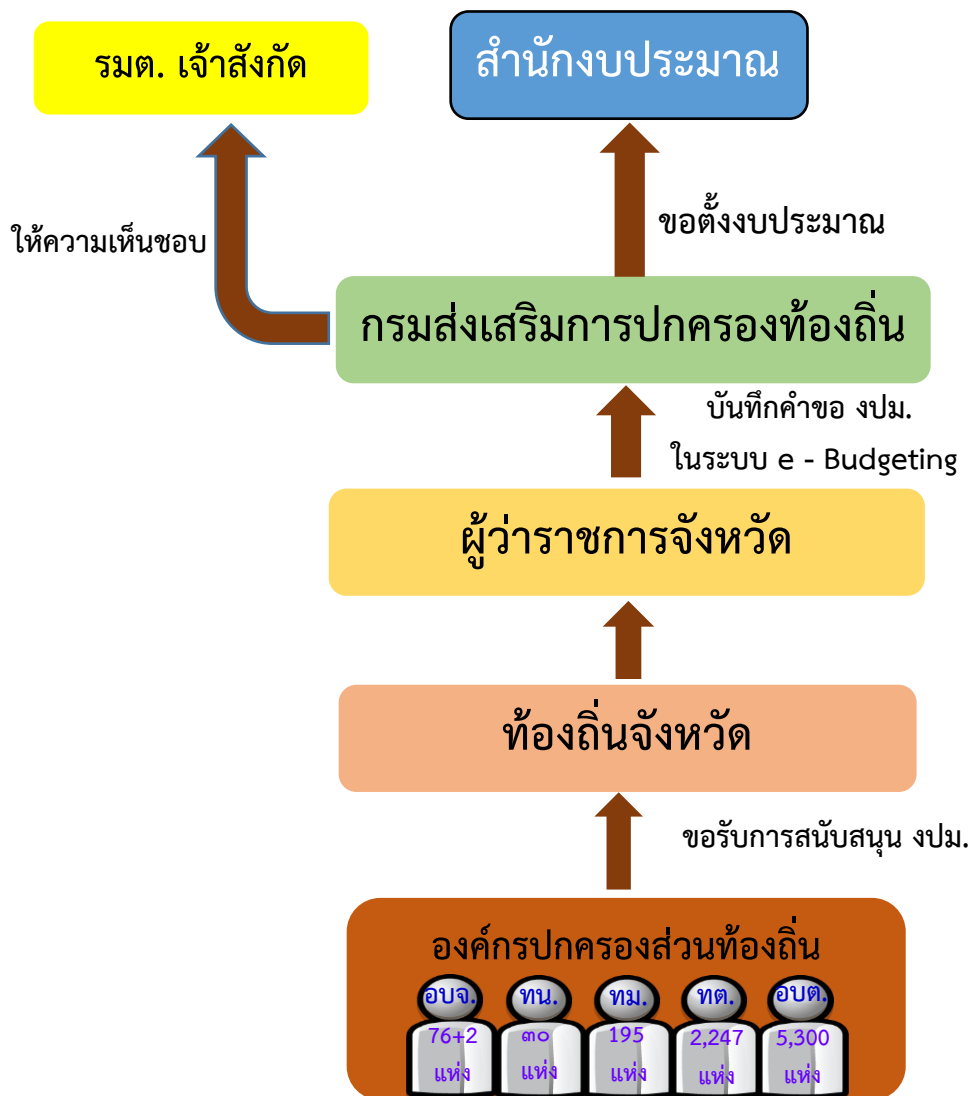 รมต. เจ้าสังกัด
สำนักงบประมาณ
ให้ความเห็นชอบ
ขอตั้งงบประมาณ
กรมส่งเสริมการปกครองท้องถิ่น
บันทึกคำขอ งปม.
ในระบบ e - Budgeting
ผู้ว่าราชการจังหวัด
ท้องถิ่นจังหวัด
ขอรับการสนับสนุน งปม.
องค์กรปกครองส่วนท้องถิ่น
อบจ. ทน. ทม. ทต. อบต.
76+2 ๓๐ 195 2,247 5,300
แห่ง แห่ง แห่ง แห่ง แห่ง